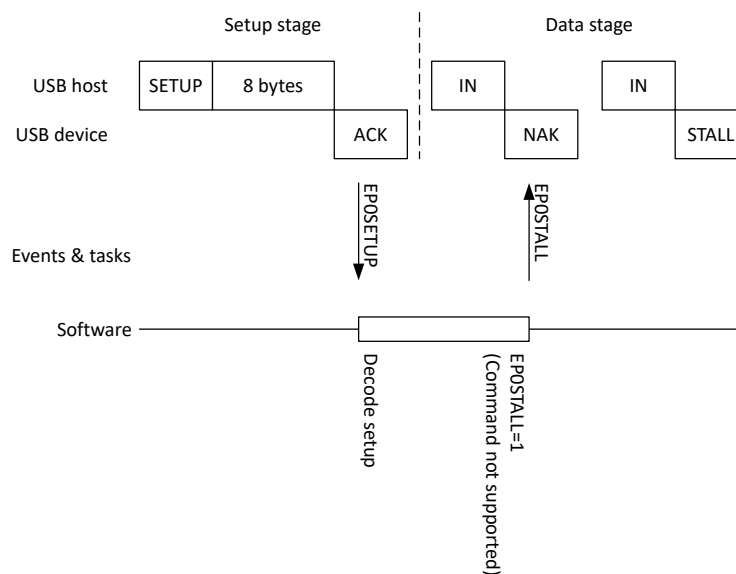 Setup stage
Data stage
USB host
SETUP
8 bytes
IN
IN
USB device
ACK
NAK
STALL
EP0SETUP
EP0STALL
Events & tasks
Software
Decode setup
EP0STALL=1
(Command not supported)